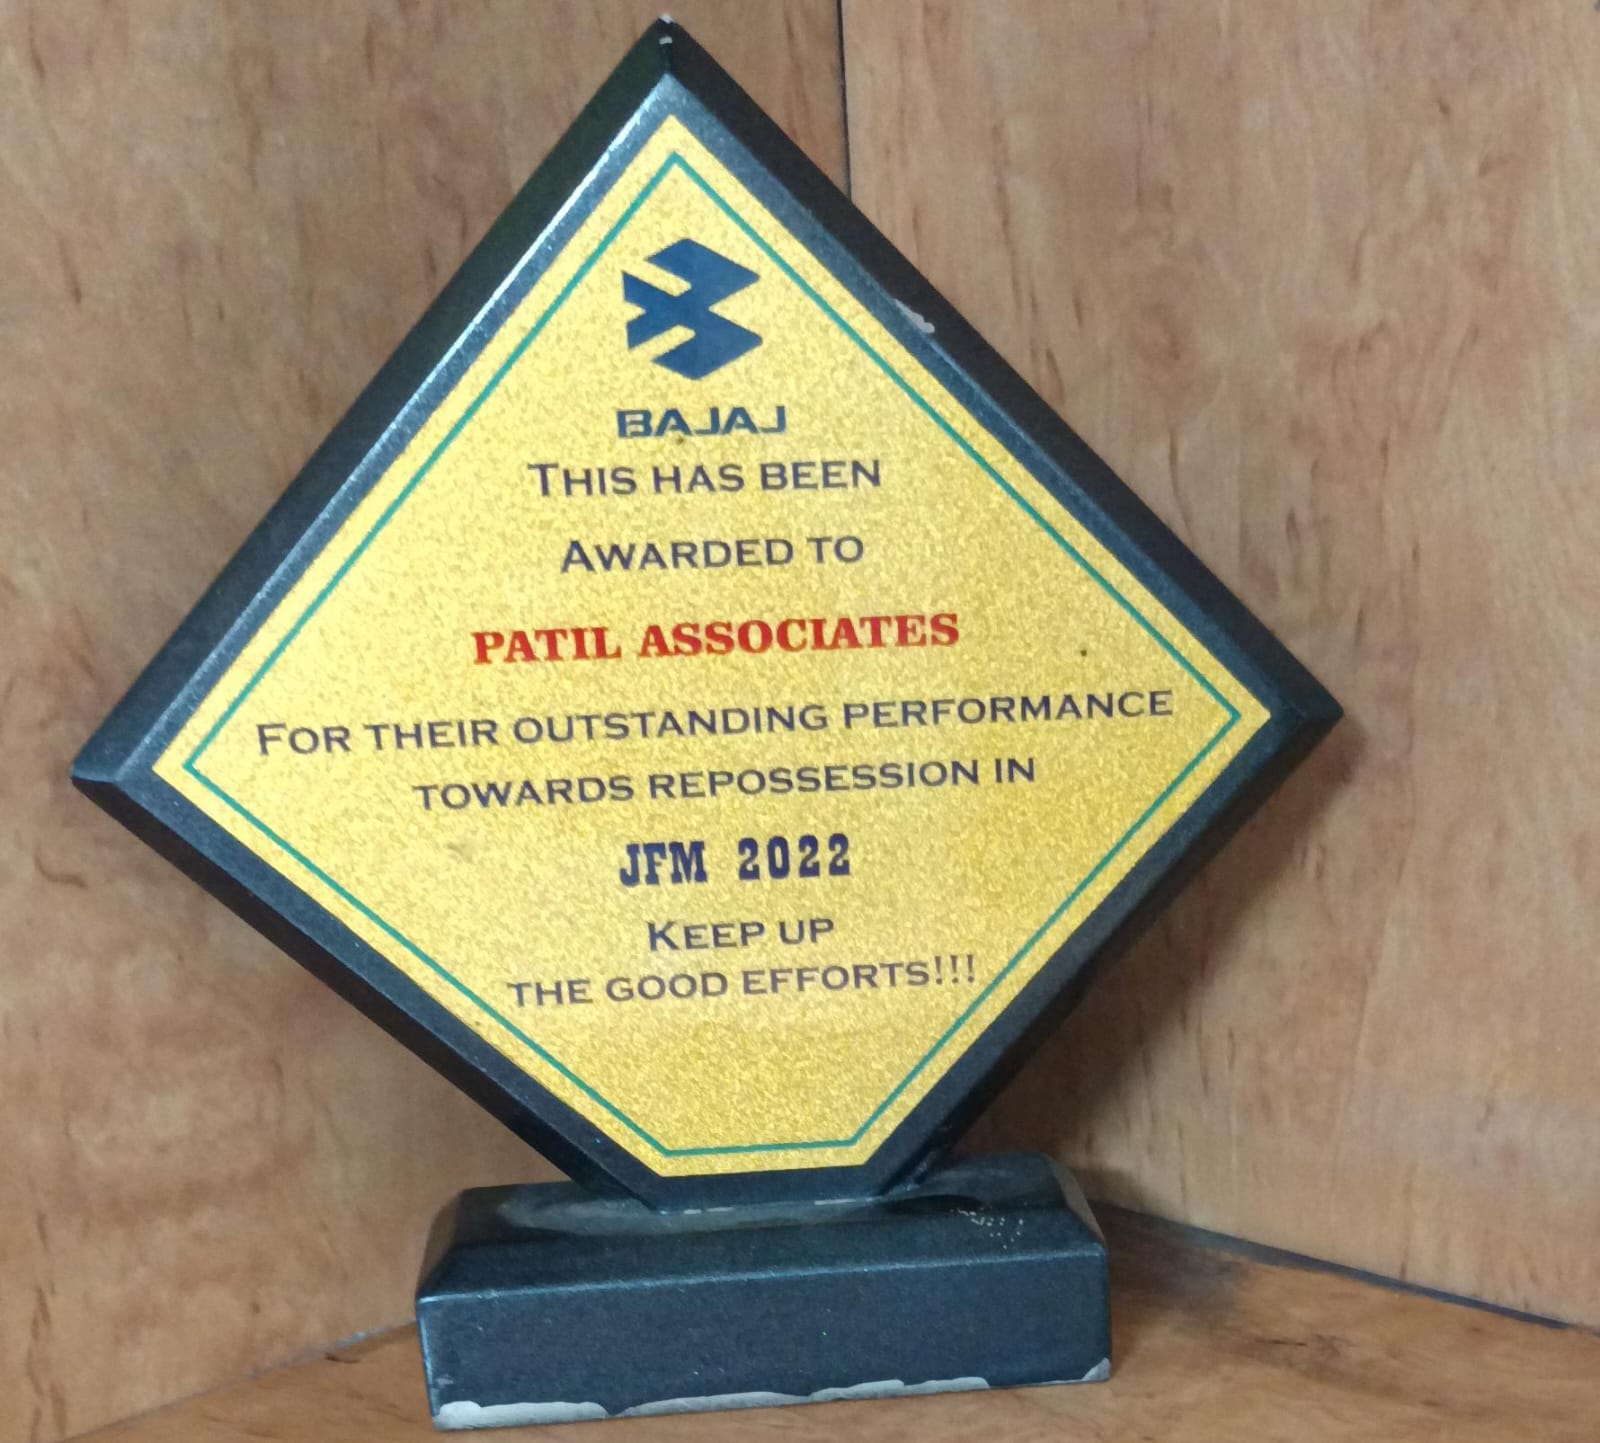 BAJAJ
THIS HAS BEEN
AWARDED TO
PATIL ASSOCIATES
FOR THEIR OUTSTANDING PERFORMANCE
TOWARDS REPOSSESSION IN
JFM 2022
KEEP UP
THE GOOD EFFORTS!!!